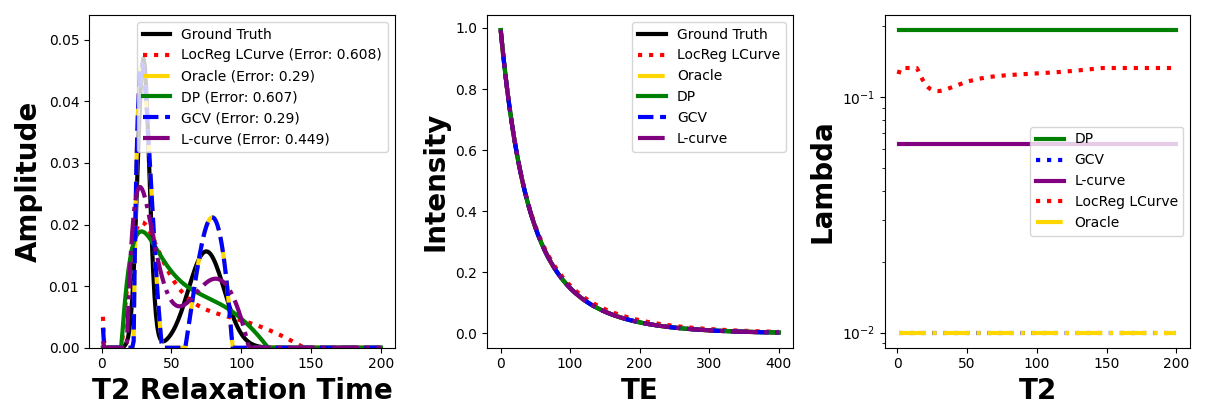 Amplitude
0.05
0.04
0.03
0.02
0.01
0.00
Ground Truth
LocReg LCurve (Error: 0.608)
Oracle (Error: 0.29)
DP (Error: 0.607)
GCV (Error: 0.29)
L-curve (Error: 0.449)
0 50 100 150 200
T2 Relaxation Time
Intensity
1.0
0.8
0.6
0.4
0.2
0.0
Ground Truth
LocReg LCurve
Oracle
DP
GCV
L-curve
0 100 200 300 400
TE
Lambda
10⁻¹
10⁻²
DP
GCV
L-curve
LocReg LCurve
Oracle
0 50 100 150 200
T2